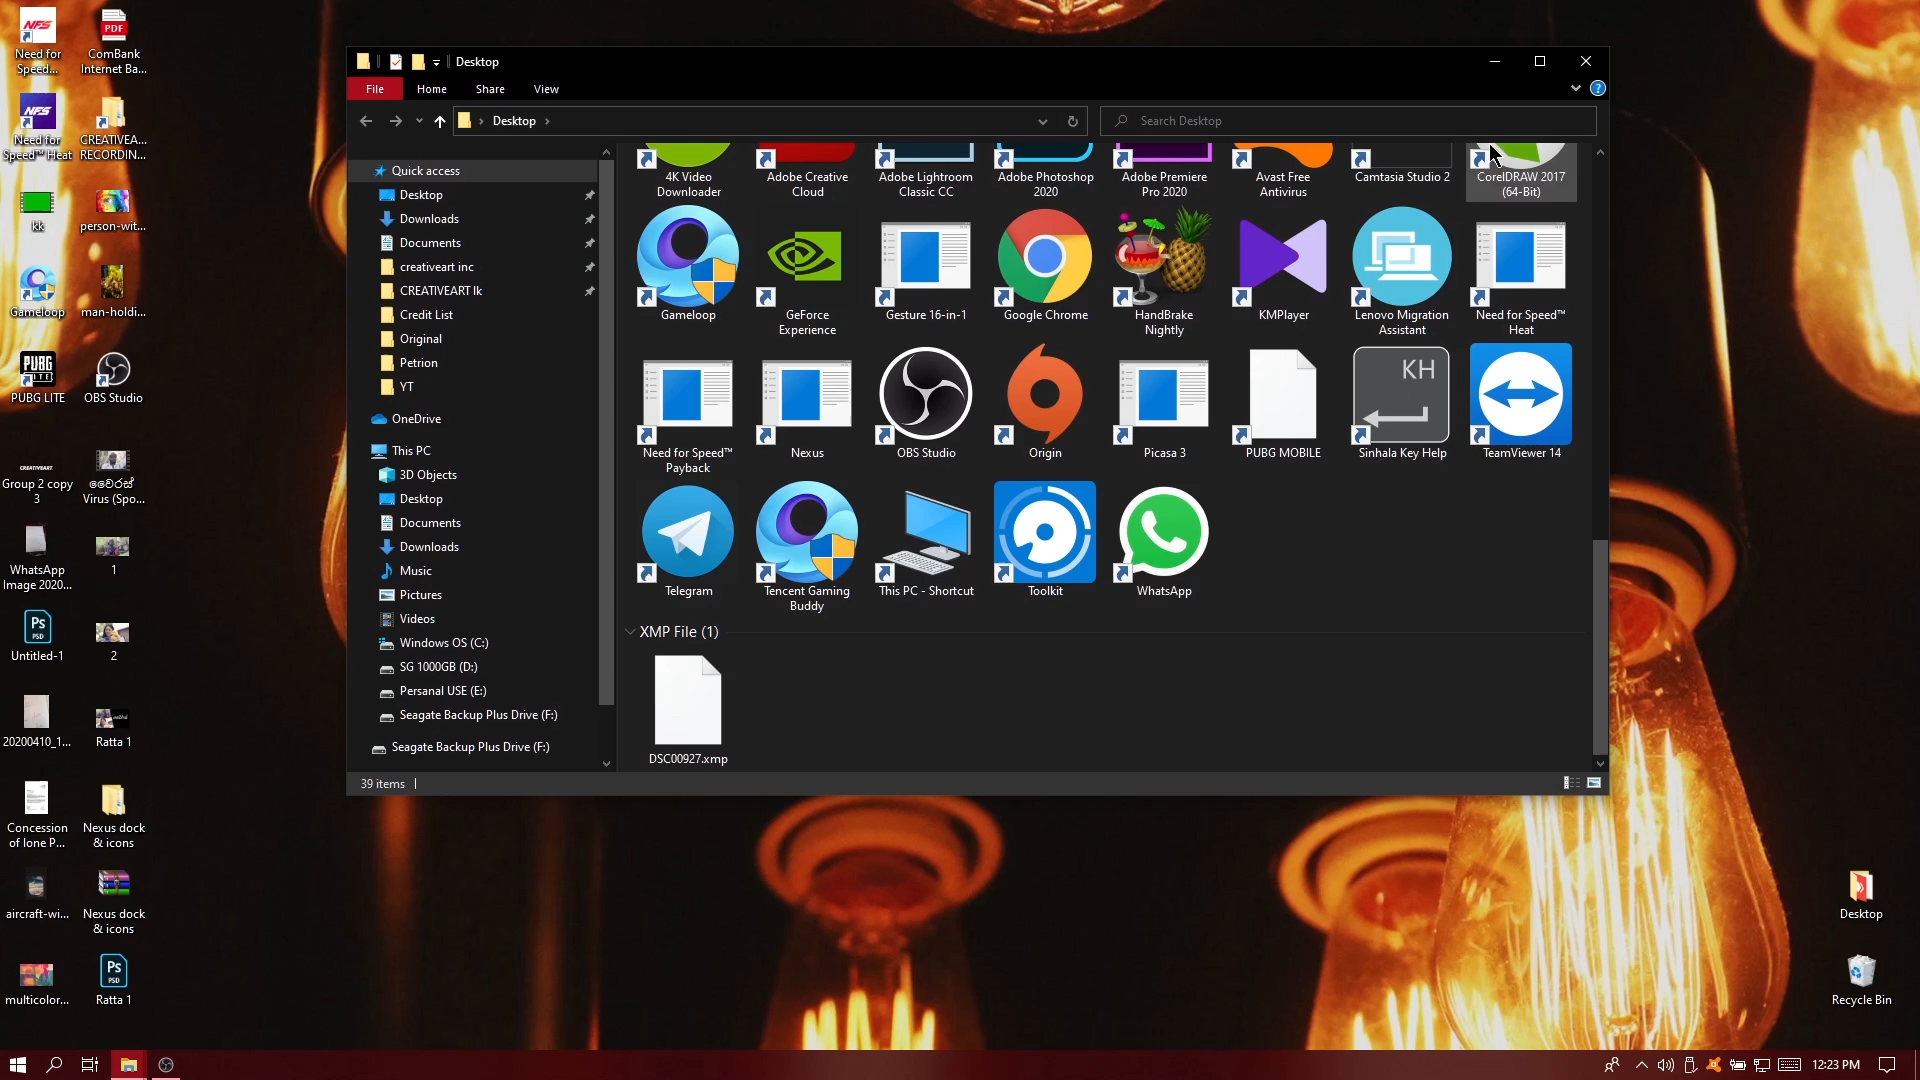 Need for
Speed...
ComBank
Internet Ba...
Need for
Speed™ Heat
CREATIVEA...
RECORDIN...
kk
person-wit...
Gameloop
man-holdi...
PUBG LITE
OBS Studio
Group 2 copy
3
වෛරස්
Virus (Spo...
WhatsApp
Image 2020...
1
Untitled-1
2
20200410_1...
Ratta 1
Concession
of lone P...
Nexus dock
& icons
aircraft-wi...
Nexus dock
& icons
multicolor...
Ratta 1
Desktop
File
Home
Share
View
Desktop
Search Desktop
Quick access
Desktop
Downloads
Documents
creativeart inc
CREATIVEART lk
Credit List
Original
Petrion
YT
OneDrive
This PC
3D Objects
Desktop
Documents
Downloads
Music
Pictures
Videos
Windows OS (C:)
SG 1000GB (D:)
Persanal USE (E:)
Seagate Backup Plus Drive (F:)
Seagate Backup Plus Drive (F:)
4K Video
Downloader
Adobe Creative
Cloud
Adobe Lightroom
Classic CC
Adobe Photoshop
2020
Adobe Premiere
Pro 2020
Avast Free
Antivirus
Camtasia Studio 2
CorelDRAW 2017
(64-Bit)
Gameloop
GeForce
Experience
Gesture 16-in-1
Google Chrome
HandBrake
Nightly
KMPlayer
Lenovo Migration
Assistant
Need for Speed™
Heat
KH
Need for Speed™
Payback
Nexus
OBS Studio
Origin
Picasa 3
PUBG MOBILE
Sinhala Key Help
TeamViewer 14
Telegram
Tencent Gaming
Buddy
This PC - Shortcut
Toolkit
WhatsApp
XMP File (1)
DSC00927.xmp
39 items
Desktop
Recycle Bin
12:23 PM